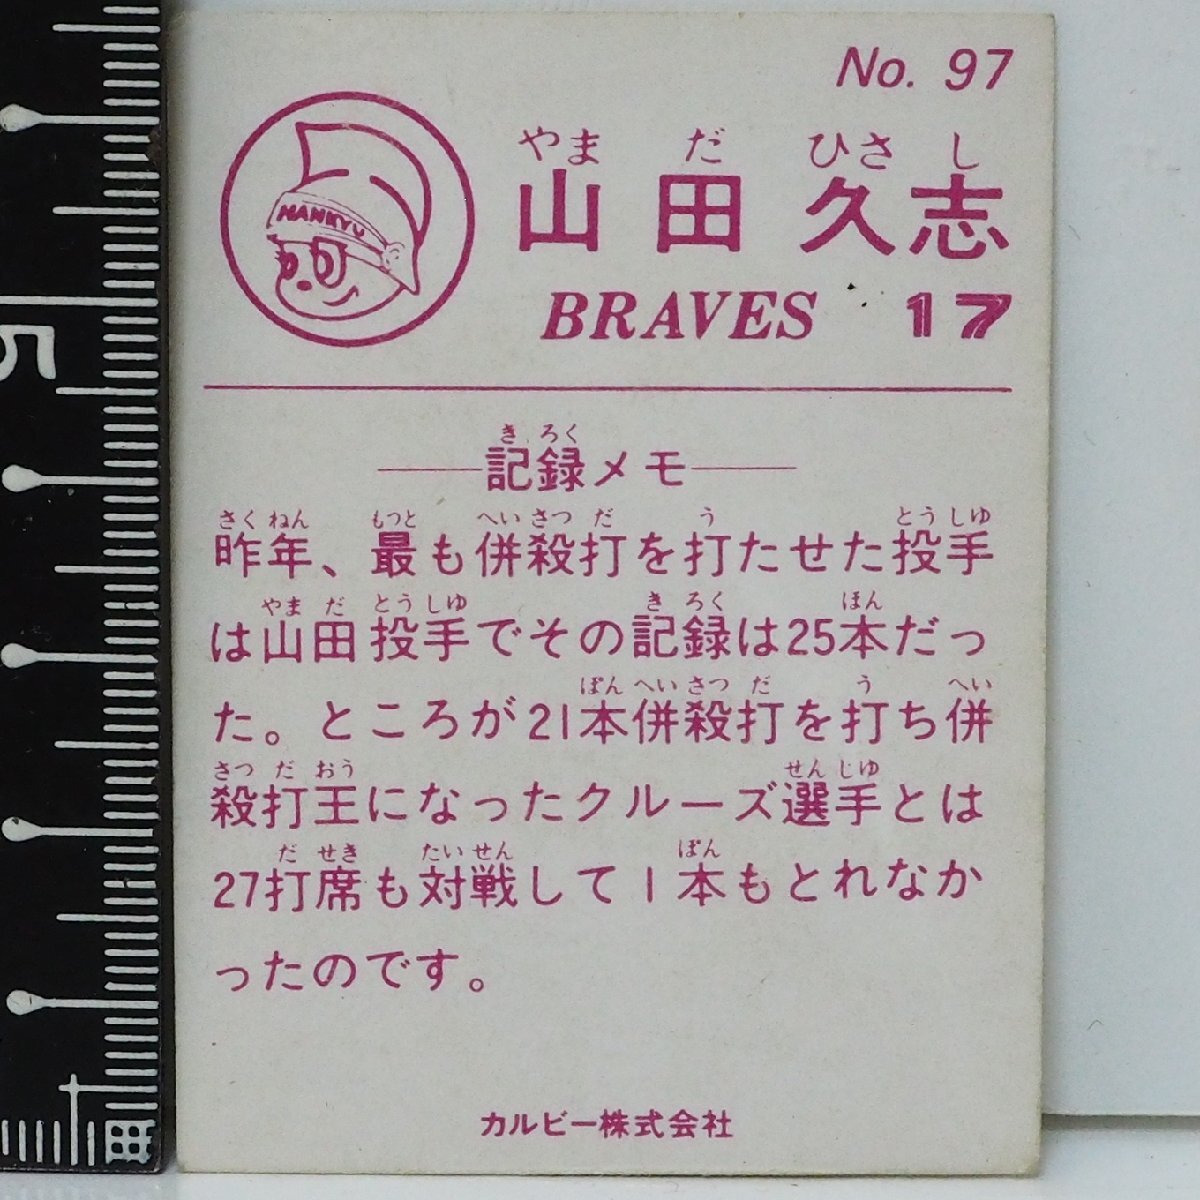 No. 97
やま だ ひさ し
山田久志
HANKYU
BRAVES 17
き ろく
記録メモ
さく ねん もつと へい さつ だ う とう しゆ
昨年、最も併殺打を打たせた投手
やま だ とう しゆ き ろく ほん
は山田投手でその記録は25本だっ
ぽん へい さつ だ う へい
た。ところが21本併殺打を打ち併
さつ だ おう せん じゆ
殺打王になったクルーズ選手とは
だ せき たい せん ぽん
27打席も対戦して1本もとれなか
ったのです。
カルビー株式会社
5